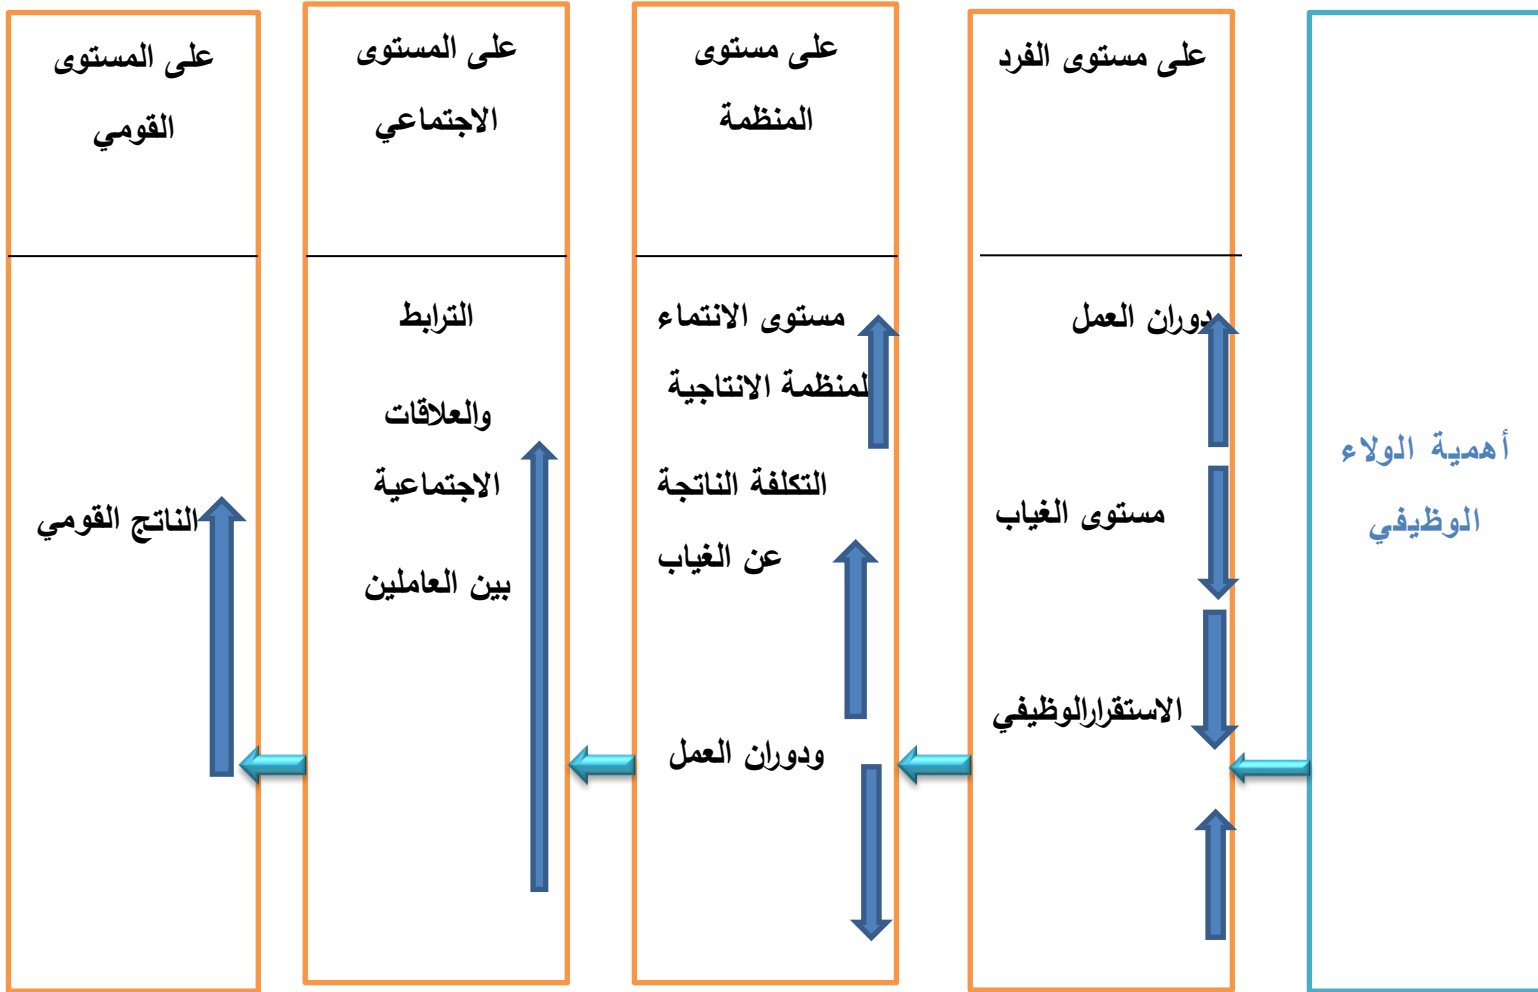 أهمية الولاء
الوظيفي
على مستوى الفرد
دوران العمل
مستوى الغياب
الاستقرارالوظيفي
على مستوى
المنظمة
مستوى الانتماء
لمنظمة الانتاجية
التكلفة الناتجة
عن الغياب
ودوران العمل
على المستوى
الاجتماعي
الترابط
والعلاقات
الاجتماعية
بين العاملين
على المستوى
القومي
الناتج القومي